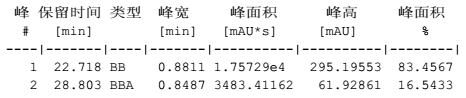 峰 保留时间 类型 峰宽 峰面积 峰高 峰面积
# [min] [min] [mAU*s] [mAU] %
----|-------|----|-------|----------|----------|--------|
1 22.718 BB 0.8811 1.75729e4 295.19553 83.4567
2 28.803 BBA 0.8487 3483.41162 61.92861 16.5433